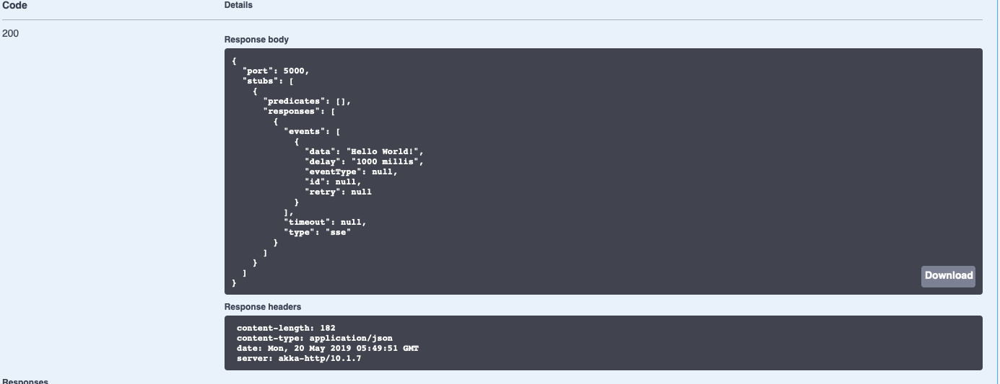 Code Details
200
Response body
{
"port": 5000,
"stubs": [
{
"predicates": [],
"responses": [
{
"events": [
{
"data": "Hello World!",
"delay": "1000 millis",
"eventType": null,
"id": null,
"retry": null
}
],
"timeout": null,
"type": "sse"
}
]
}
]
}
Download
Response headers
content-length: 182
content-type: application/json
date: Mon, 20 May 2019 05:49:51 GMT
server: akka-http/10.1.7
Responses